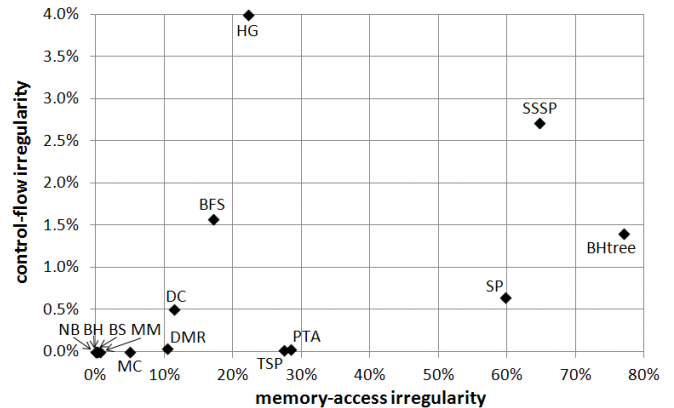 4.0%
HG
3.5%
3.0%
SSSP
2.5%
control-flow irregularity
2.0%
BFS
1.5%
BHtree
1.0%
SP
DC
0.5%
NB BH BS MM
DMR
PTA
0.0%
MC
TSP
0% 10% 20% 30% 40% 50% 60% 70% 80%
memory-access irregularity